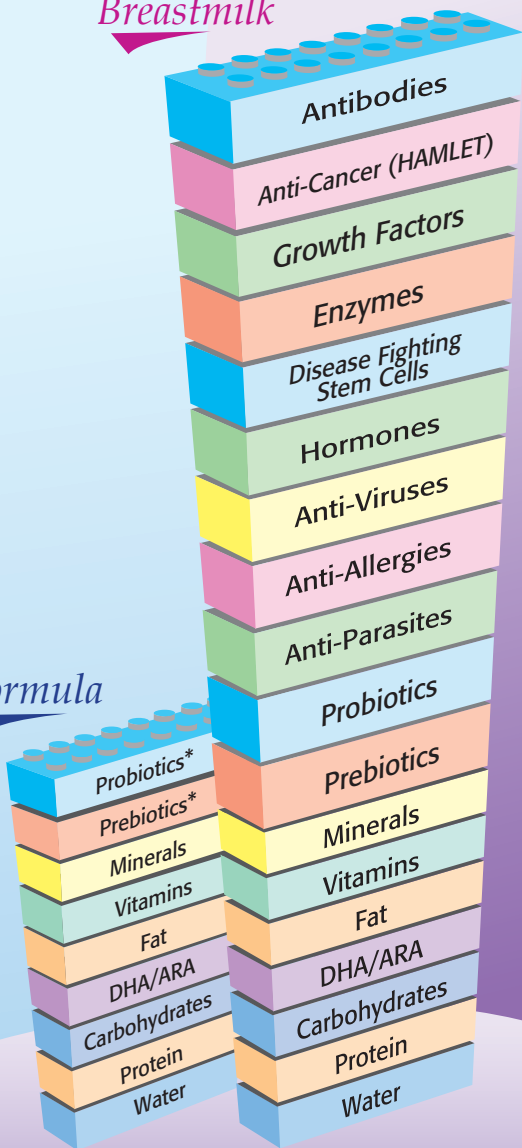 Breastmilk
Antibodies
Anti-Cancer (HAMLET)
Growth Factors
Enzymes
Disease Fighting
Stem Cells
Hormones
Anti-Viruses
Anti-Allergies
Anti-Parasites
Probiotics
Prebiotics
Minerals
Vitamins
Fat
DHA/ARA
Carbohydrates
Protein
Water
ormula
Probiotics*
Prebiotics*
Minerals
Vitamins
Fat
DHA/ARA
Carbohydrates
Protein
Water